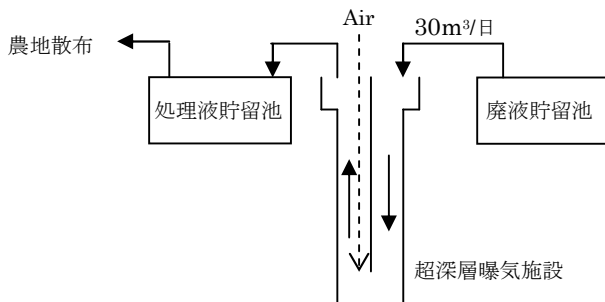 Air
30m³/日
農地散布
処理液貯留池
廃液貯留池
超深層曝気施設